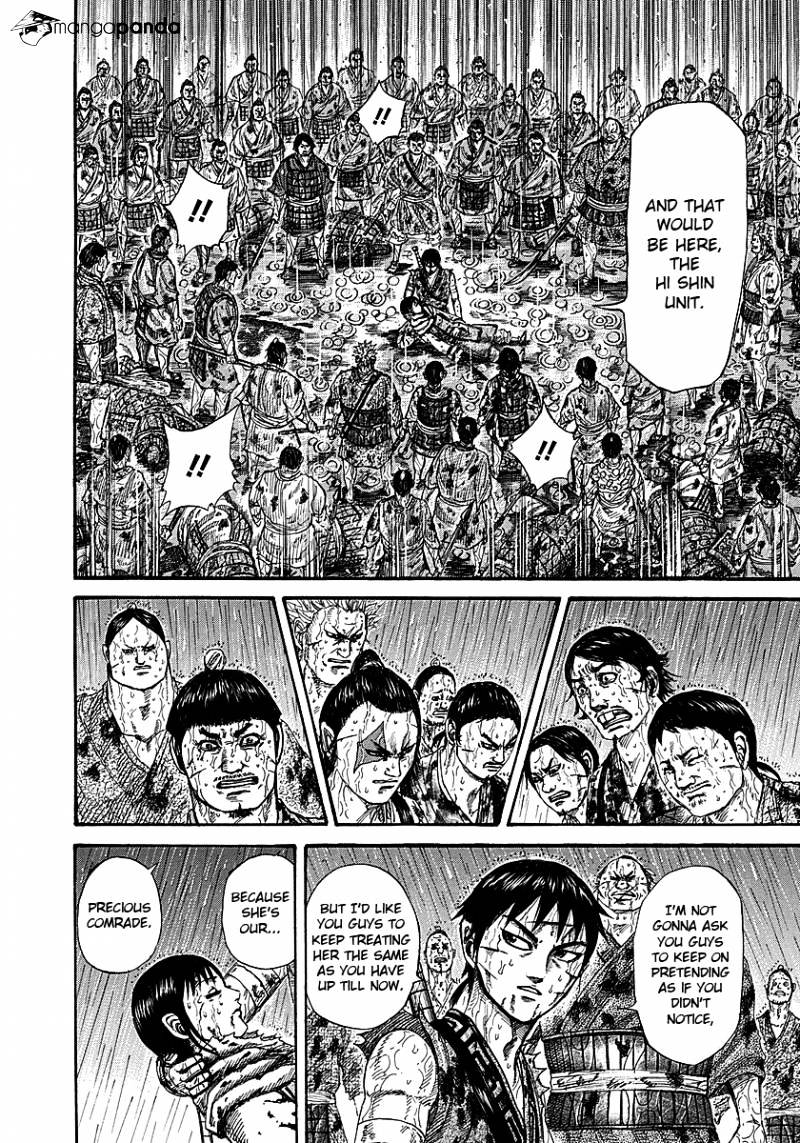 mangapanda
AND THAT
WOULD
BE HERE,
THE
HI SHIN
UNIT.
!!
!!
!!
!!
I'M NOT
GONNA ASK
YOU GUYS
TO KEEP ON
PRETENDING
AS IF YOU
DIDN'T
NOTICE,
BUT I'D LIKE
YOU GUYS TO
KEEP TREATING
HER THE SAME
AS YOU HAVE
UP TILL NOW.
BECAUSE
SHE'S
OUR...
PRECIOUS
COMRADE.